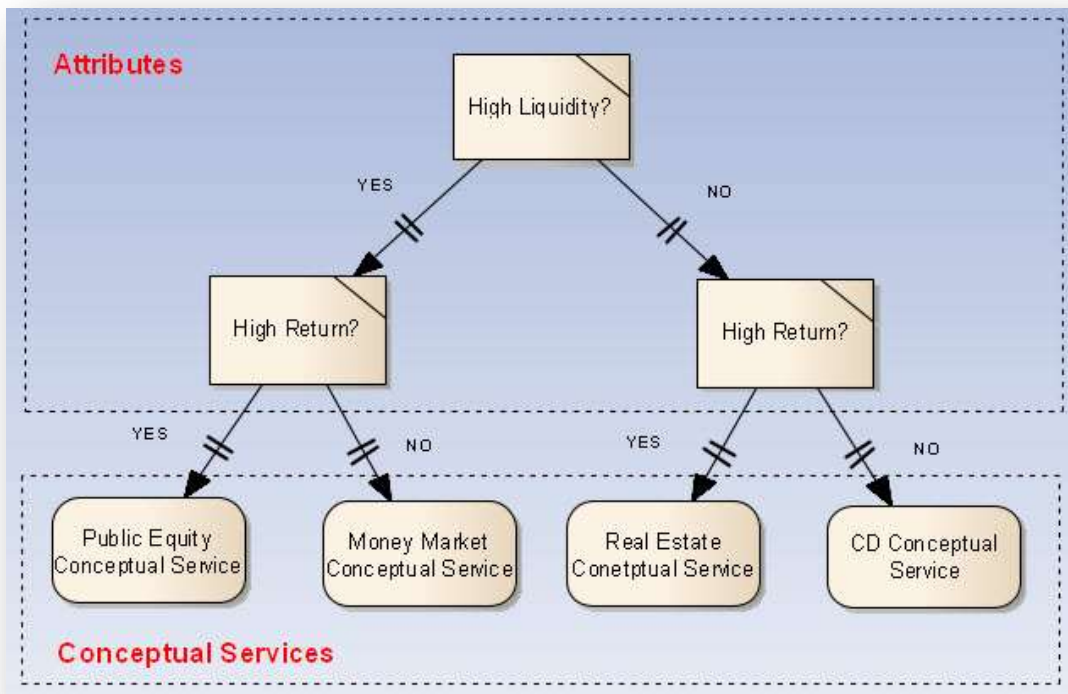 Attributes
High Liquidity?
YES
NO
High Return?
High Return?
YES
NO
YES
NO
Public Equity
Conceptual Service
Money Market
Conceptual Service
Real Estate
Conetptual Service
CD Conceptual
Service
Conceptual Services